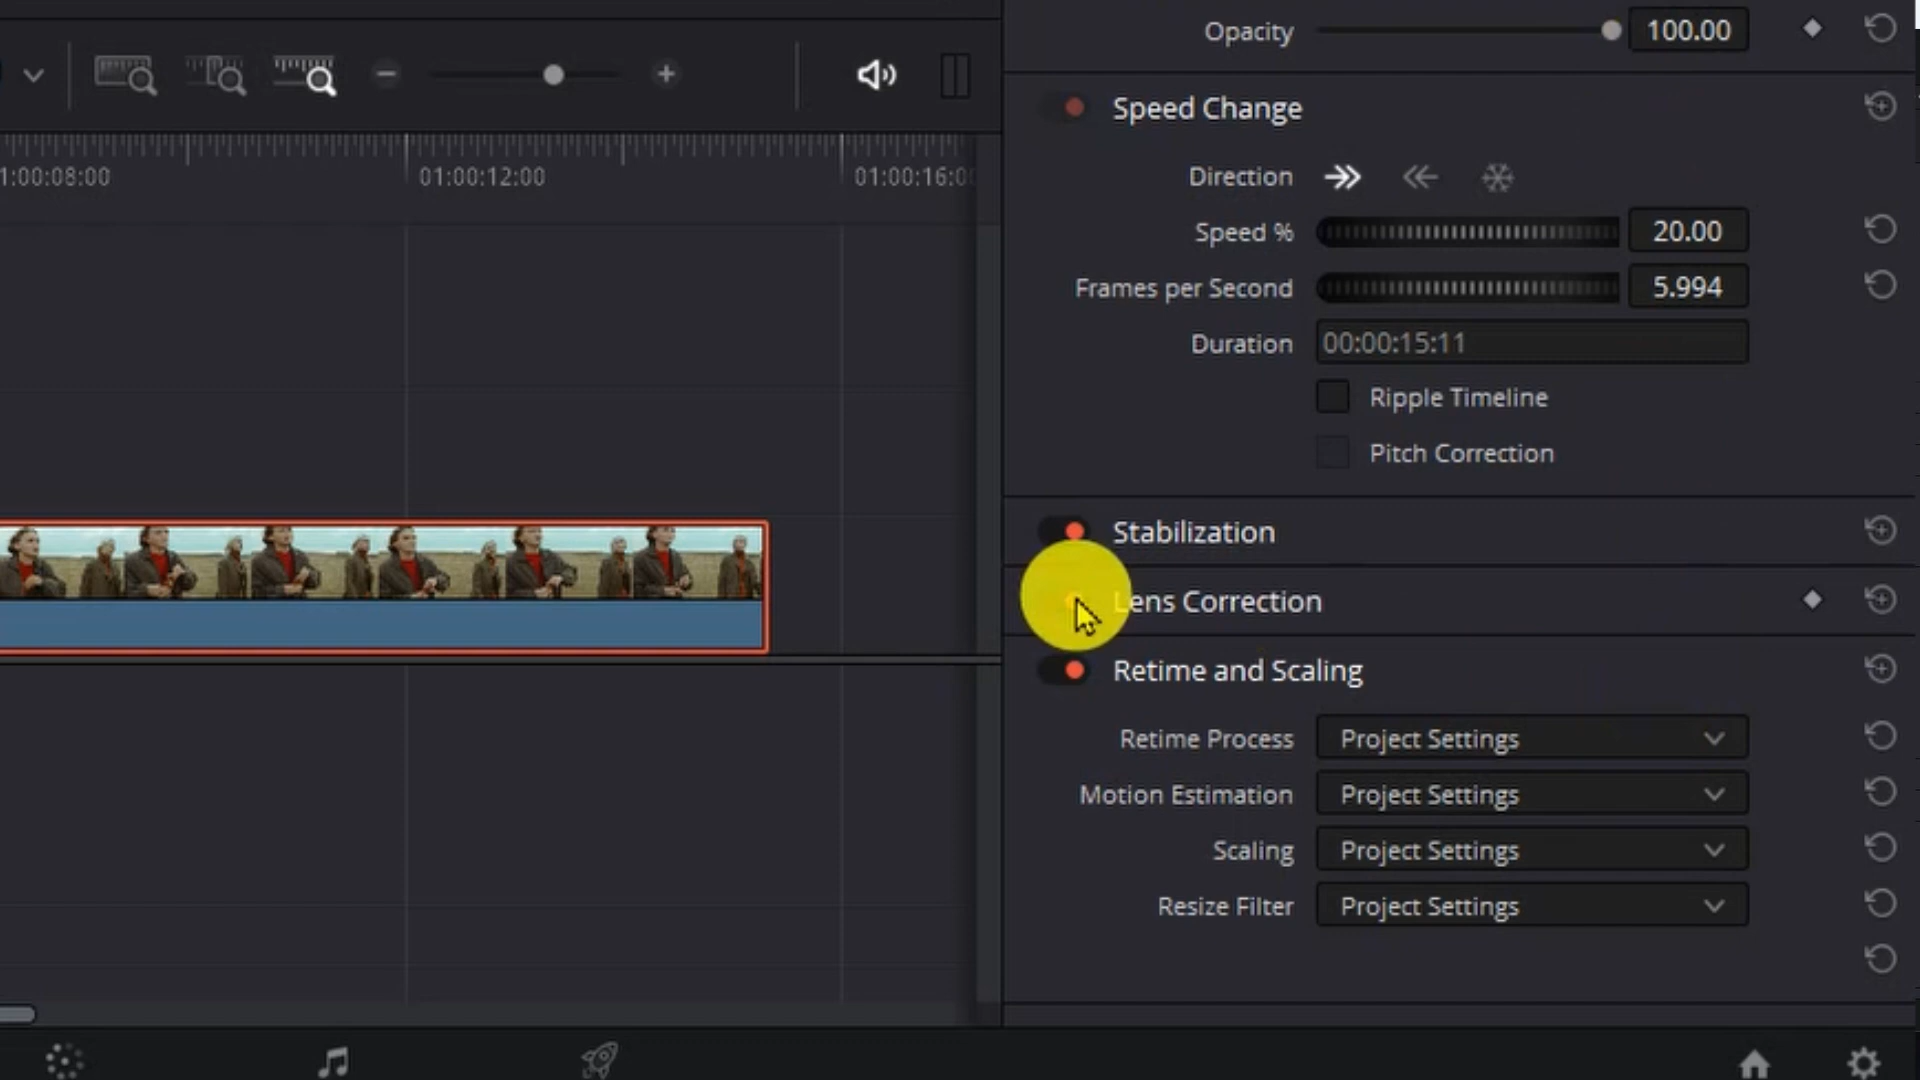 Opacity 100.00
Speed Change
1:00:08:00 01:00:12:00 01:00:16:0
Direction
Speed % 20.00
Frames per Second 5.994
Duration 00:00:15:11
Ripple Timeline
Pitch Correction
Stabilization
Lens Correction
Retime and Scaling
Retime Process Project Settings
Motion Estimation Project Settings
Scaling Project Settings
Resize Filter Project Settings